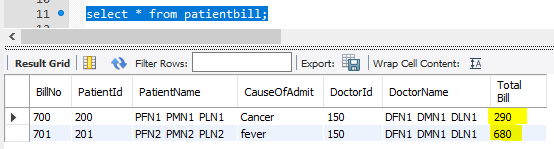 10
11 select * from patientbill;
12
Result Grid Filter Rows: Export: Wrap Cell Content:
BillNo PatientId PatientName CauseOfAdmit DoctorId DoctorName Total Bill
700 200 PFN1 PMN1 PLN1 Cancer 150 DFN1 DMN1 DLN1 290
701 201 PFN2 PMN2 PLN2 fever 150 DFN1 DMN1 DLN1 680